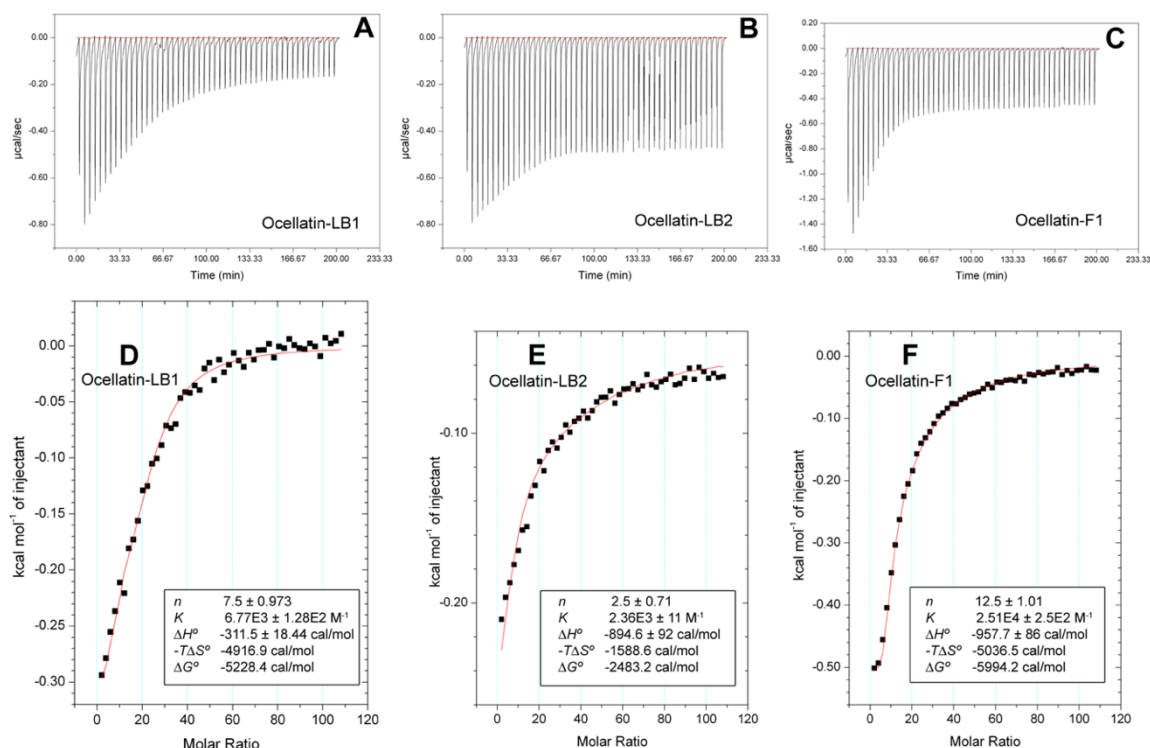 A
0.00
-0.20
-0.40
-0.60
-0.80
µcal/sec
Ocellatin-LB1
0.00 33.33 66.67 100.00 133.33 166.67 200.00 233.33
Time (min)
B
0.00
-0.20
-0.40
-0.60
-0.80
µcal/sec
Ocellatin-LB2
0.00 33.33 66.67 100.00 133.33 166.67 200.00 233.33
Time (min)
C
0.20
0.00
-0.20
-0.40
-0.60
-0.80
-1.00
-1.20
-1.40
-1.60
µcal/sec
Ocellatin-F1
0.00 33.33 66.67 100.00 133.33 166.67 200.00 233.33
Time (min)
D
Ocellatin-LB1
0.00
-0.05
-0.10
-0.15
-0.20
-0.25
-0.30
kcal mol⁻¹ of injectant
n 7.5 ± 0.973
K 6.77E3 ± 1.28E2 M⁻¹
ΔHº -311.5 ± 18.44 cal/mol
-TΔSº -4916.9 cal/mol
ΔGº -5228.4 cal/mol
0 20 40 60 80 100 120
Molar Ratio
E
Ocellatin-LB2
-0.10
-0.20
kcal mol⁻¹ of injectant
n 2.5 ± 0.71
K 2.36E3 ± 11 M⁻¹
ΔHº -894.6 ± 92 cal/mol
-TΔSº -1588.6 cal/mol
ΔGº -2483.2 cal/mol
0 20 40 60 80 100 120
Molar Ratio
F
Ocellatin-F1
0.00
-0.10
-0.20
-0.30
-0.40
-0.50
kcal mol⁻¹ of injectant
n 12.5 ± 1.01
K 2.51E4 ± 2.5E2 M⁻¹
ΔHº -957.7 ± 86 cal/mol
-TΔSº -5036.5 cal/mol
ΔGº -5994.2 cal/mol
0 20 40 60 80 100 120
Molar Ratio